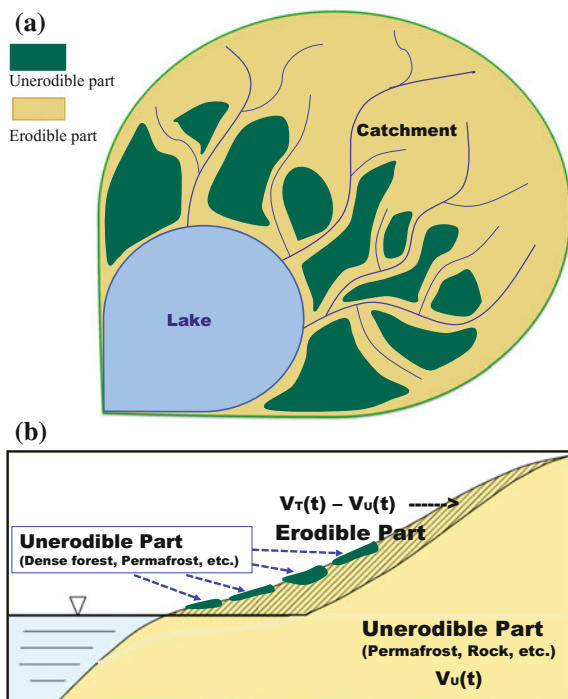 (a)
Unerodible part
Erodible part
Catchment
Lake
(b)
VT(t) – VU(t) ------>
Erodible Part
Unerodible Part
(Dense forest, Permafrost, etc.)
Unerodible Part
(Permafrost, Rock, etc.)
VU(t)